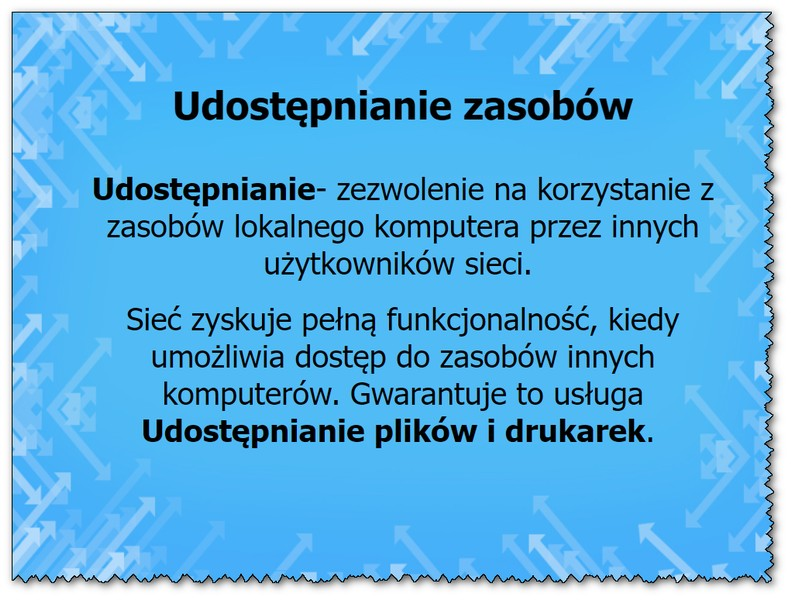 Udostępnianie zasobów
Udostępnianie- zezwolenie na korzystanie z
zasobów lokalnego komputera przez innych
użytkowników sieci.
Sieć zyskuje pełną funkcjonalność, kiedy
umożliwia dostęp do zasobów innych
komputerów. Gwarantuje to usługa
Udostępnianie plików i drukarek.